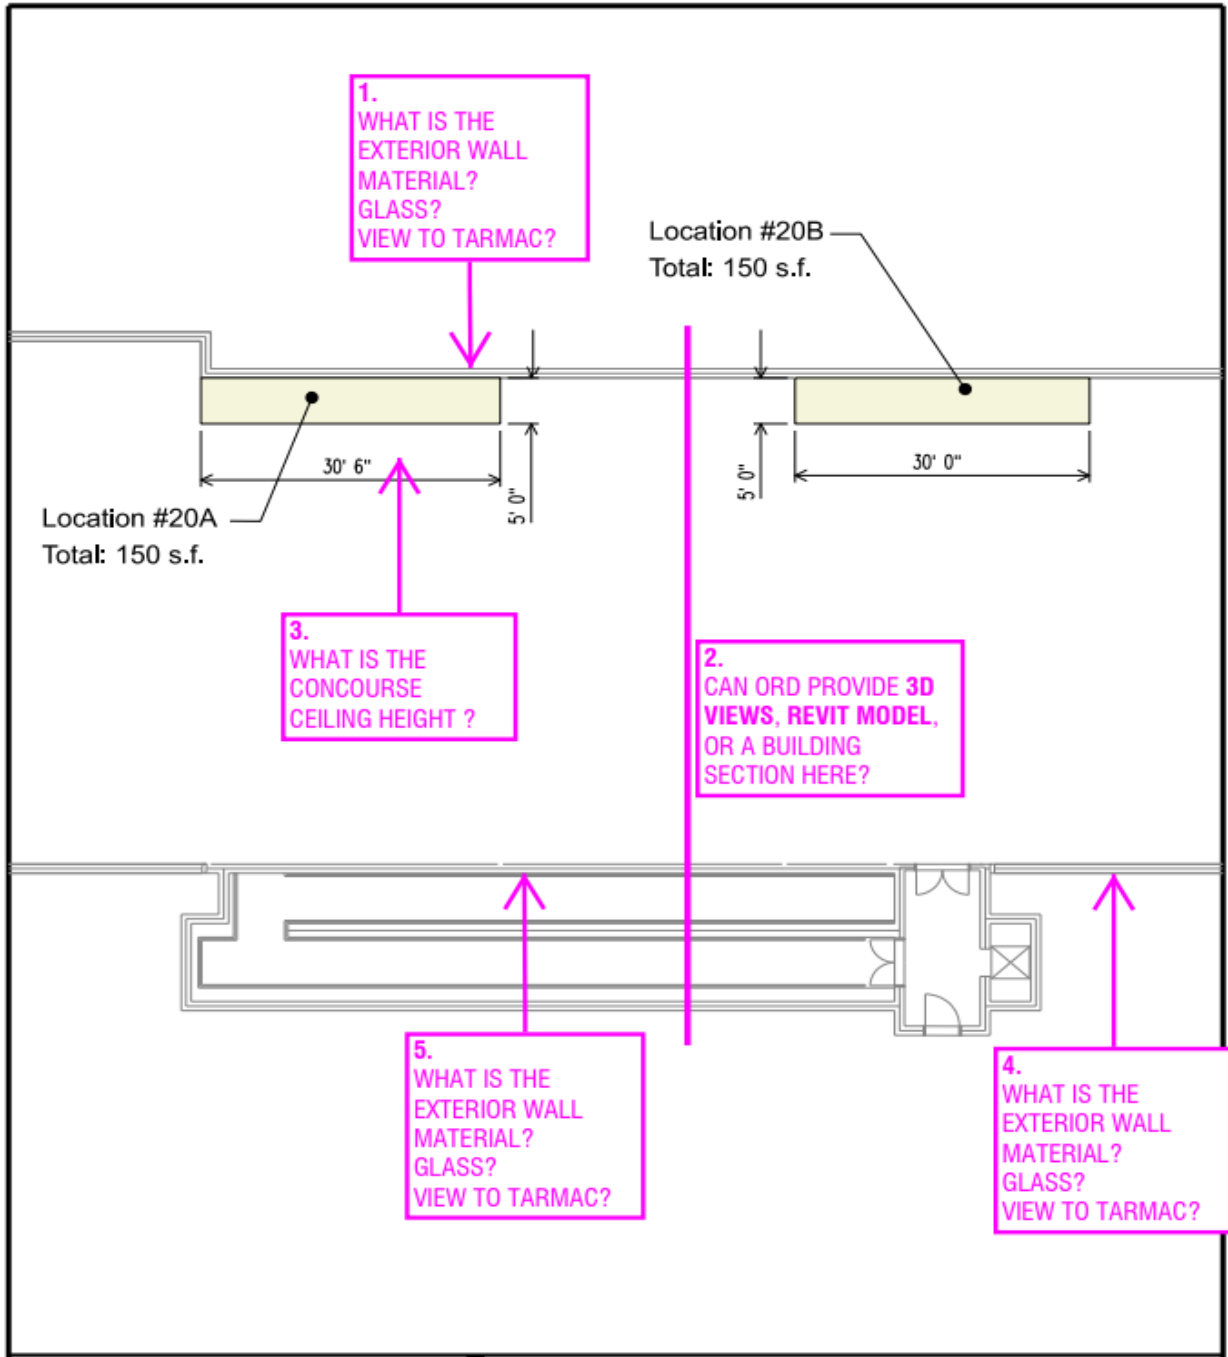 1.
WHAT IS THE
EXTERIOR WALL
MATERIAL?
GLASS?
VIEW TO TARMAC?
Location #20B
Total: 150 s.f.
30' 6"
5' 0"
5' 0"
30' 0"
Location #20A
Total: 150 s.f.
3.
WHAT IS THE
CONCOURSE
CEILING HEIGHT ?
2.
CAN ORD PROVIDE 3D
VIEWS, REVIT MODEL,
OR A BUILDING
SECTION HERE?
5.
WHAT IS THE
EXTERIOR WALL
MATERIAL?
GLASS?
VIEW TO TARMAC?
4.
WHAT IS THE
EXTERIOR WALL
MATERIAL?
GLASS?
VIEW TO TARMAC?